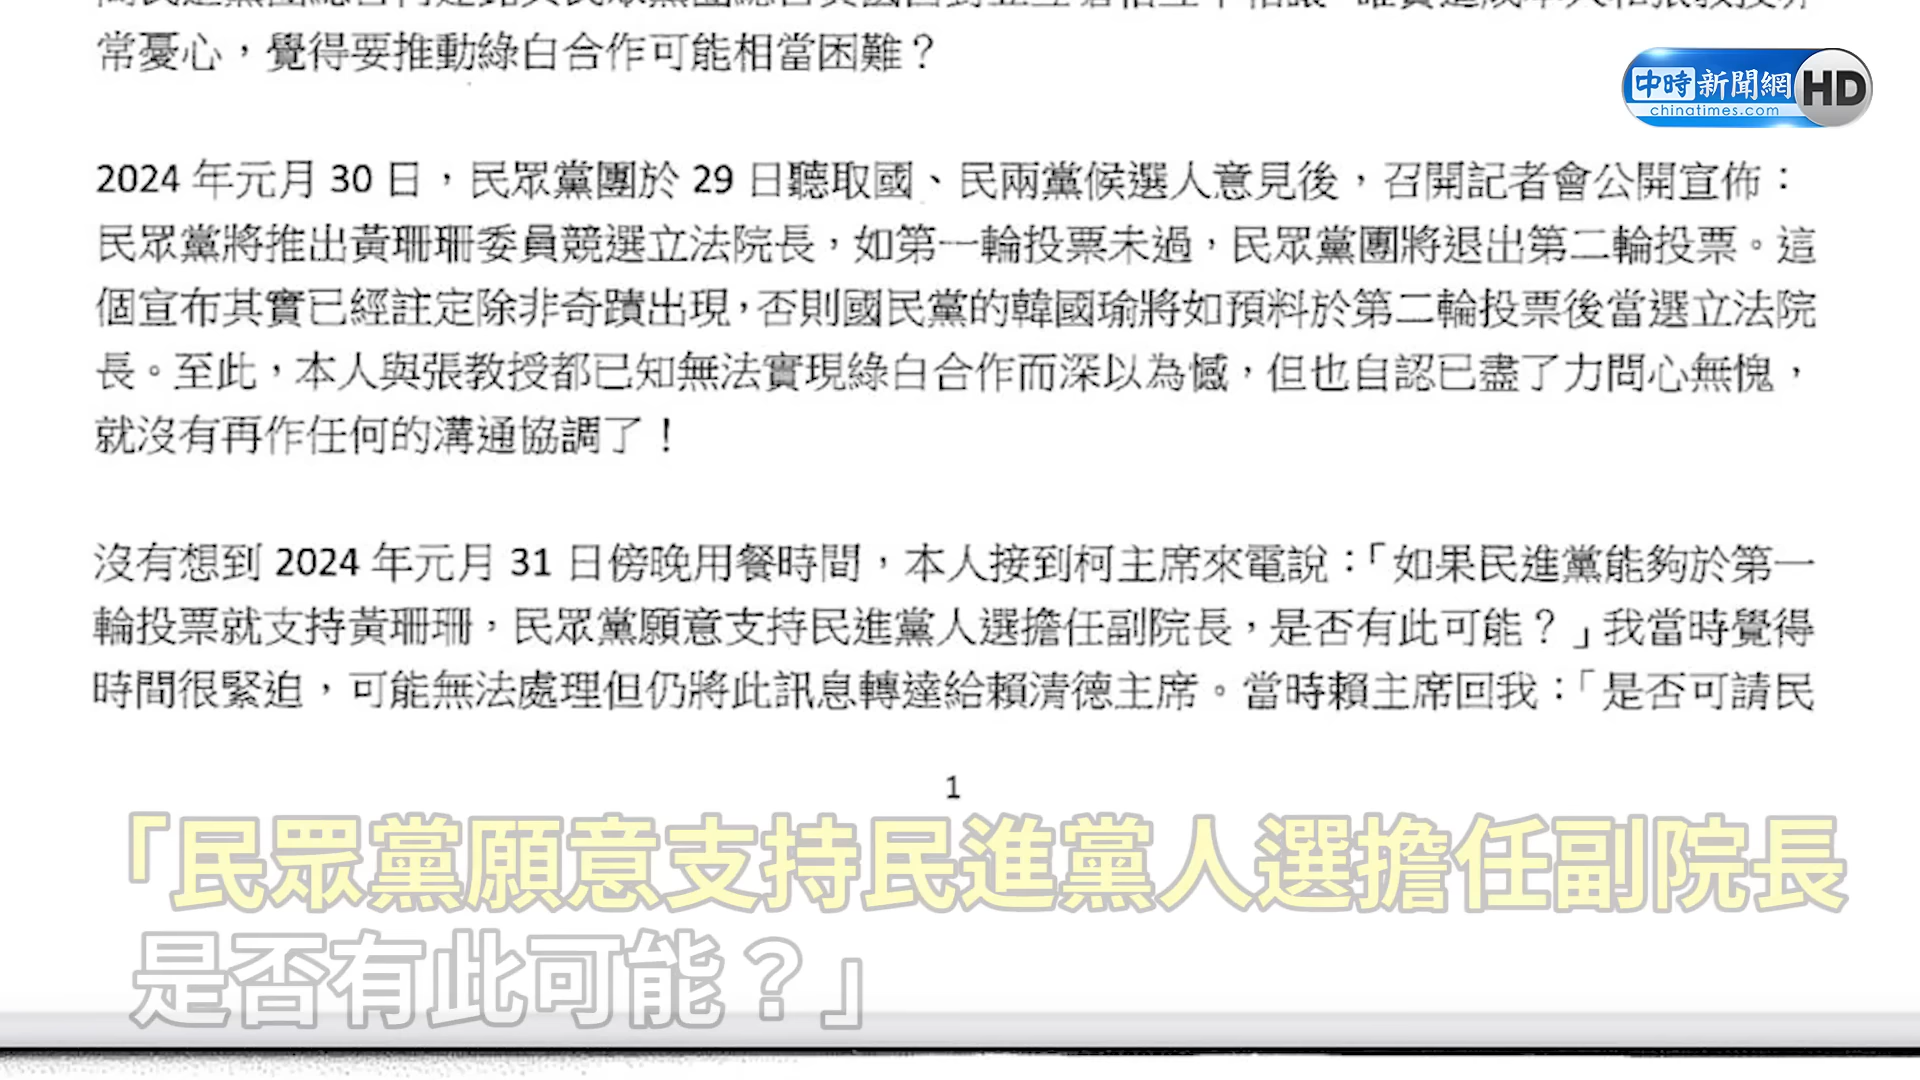 常憂心，覺得要推動綠白合作可能相當困難？
中時新聞網HD
chinatimes.com
2024 年元月 30 日，民眾黨團於 29 日聽取國、民兩黨候選人意見後，召開記者會公開宣佈：
民眾黨將推出黃珊珊委員競選立法院長，如第一輪投票未過，民眾黨團將退出第二輪投票。這
個宣布其實已經註定除非奇蹟出現，否則國民黨的韓國瑜將如預料於第二輪投票後當選立法院
長。至此，本人與張教授都已知無法實現綠白合作而深以為憾，但也自認已盡了力問心無愧，
就沒有再作任何的溝通協調了！
沒有想到 2024 年元月 31 日傍晚用餐時間，本人接到柯主席來電說：「如果民進黨能夠於第一
輪投票就支持黃珊珊，民眾黨願意支持民進黨人選擔任副院長，是否有此可能？」我當時覺得
時間很緊迫，可能無法處理但仍將此訊息轉達給賴清德主席。當時賴主席回我：「是否可請民
1
「民眾黨願意支持民進黨人選擔任副院長
是否有此可能？」